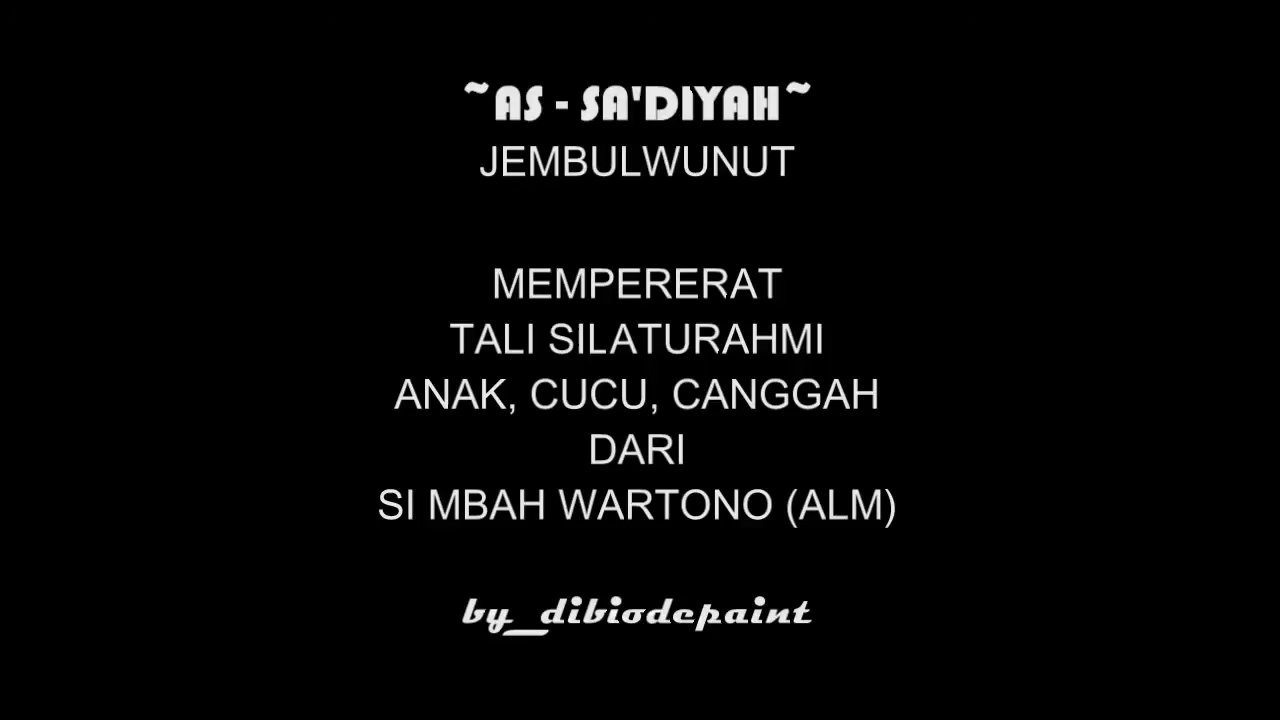 ~AS - SA'DIYAH~
JEMBULWUNUT
MEMPERERAT
TALI SILATURAHMI
ANAK, CUCU, CANGGAH
DARI
SI MBAH WARTONO (ALM)
by_dibiodepaint